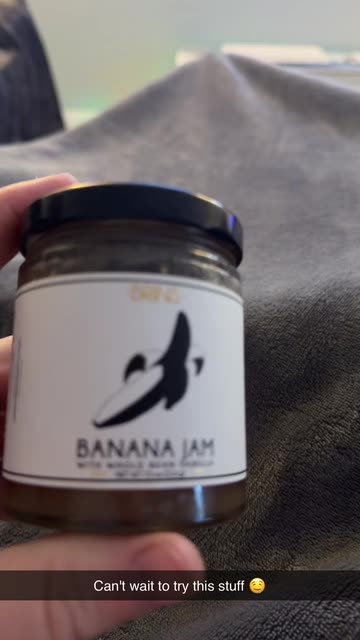 BANANA JAM
WITH WHOLE BEAN VANILLA
Can't wait to try this stuff 😋